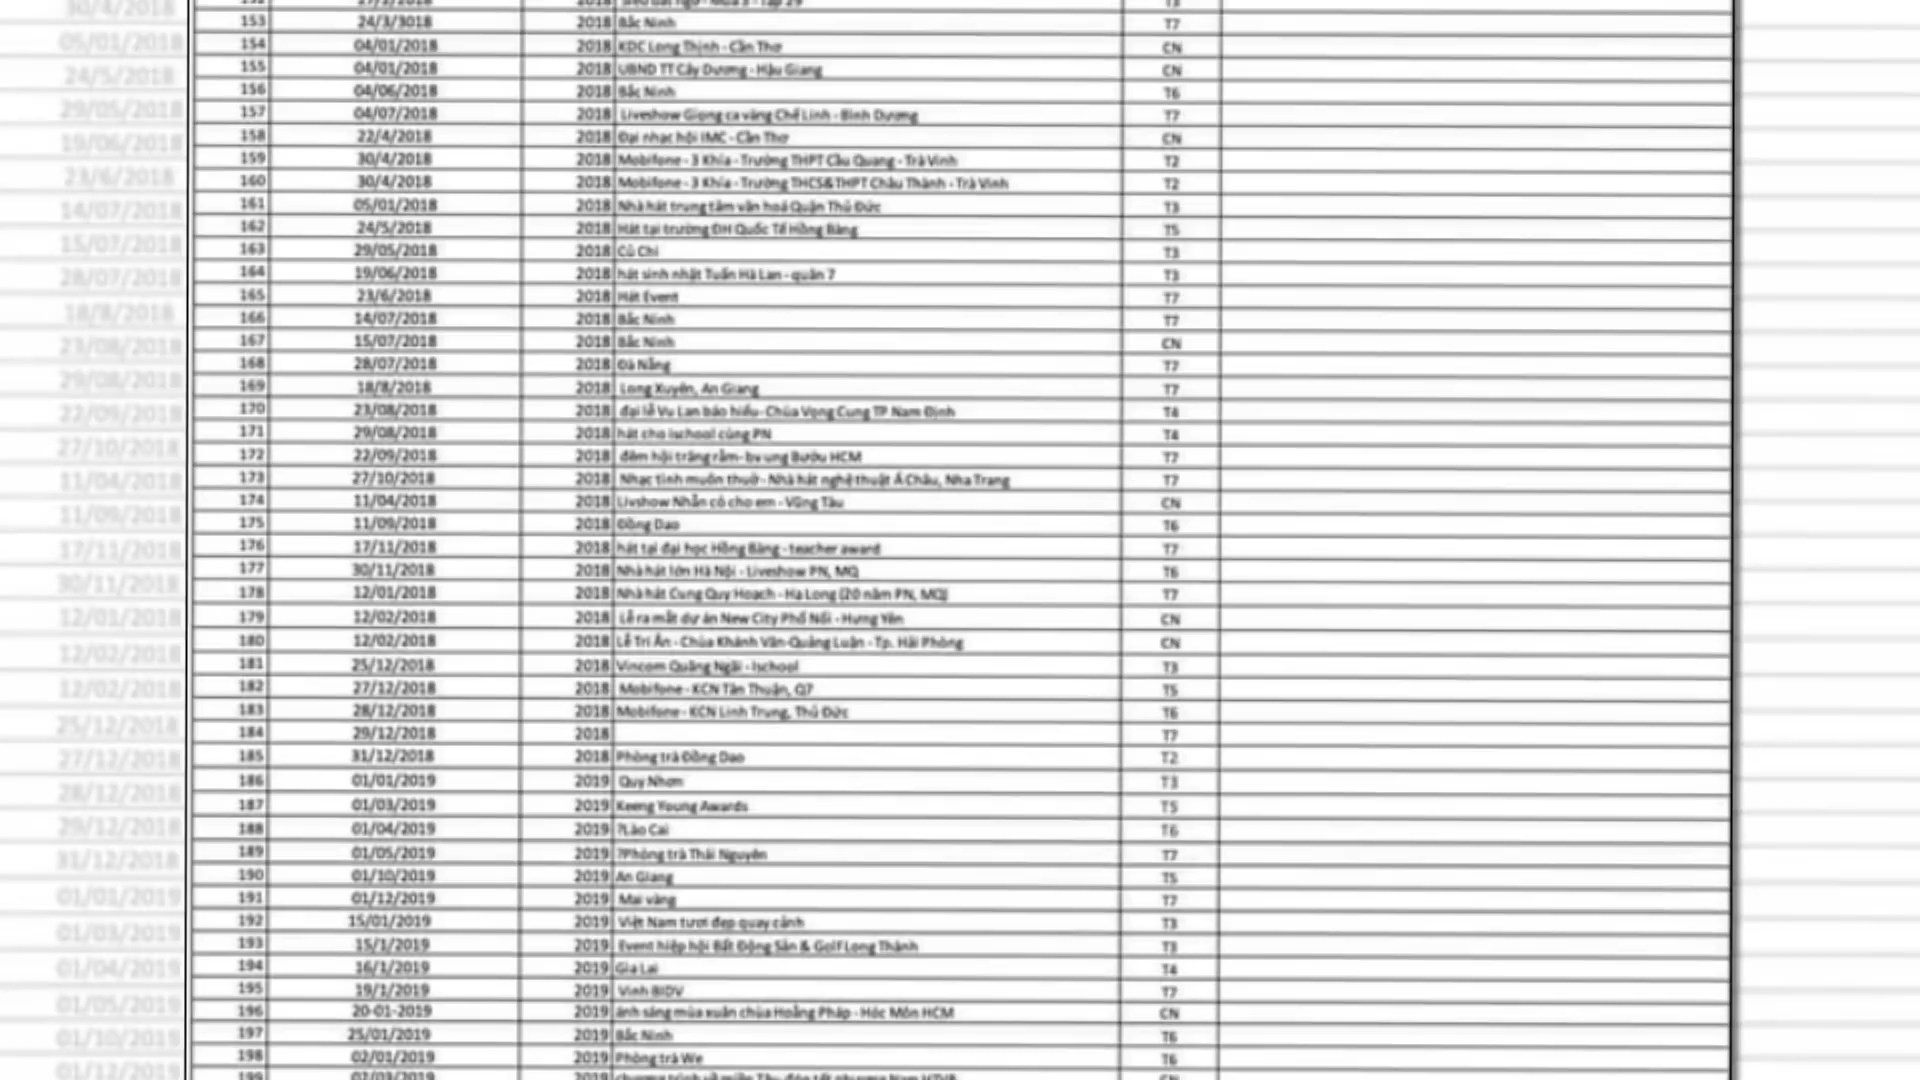 153 24/3/3018 2018 Bắc Ninh T7
154 04/01/2018 2018 KDC Long Thịnh - Cần Thơ CN
155 04/01/2018 2018 UBND TT Cây Dương - Hậu Giang CN
156 04/06/2018 2018 Bắc Ninh T6
157 04/07/2018 2018 Liveshow Giọng ca vàng Chế Linh - Bình Dương T7
158 22/4/2018 2018 Đại nhạc hội IMC - Cần Thơ CN
159 30/4/2018 2018 Mobifone - 3 Khía - Trường THPT Cầu Quang - Trà Vinh T2
160 30/4/2018 2018 Mobifone - 3 Khía - Trường THCS&THPT Châu Thành - Trà Vinh T2
161 05/01/2018 2018 Nhà hát trung tâm văn hoá Quận Thủ Đức T3
162 24/5/2018 2018 Hát tại trường ĐH Quốc Tế Hồng Bàng T5
163 29/05/2018 2018 Củ Chi T3
164 19/06/2018 2018 hát sinh nhật Tuấn Hà Lan - quận 7 T3
165 23/6/2018 2018 Hát Event T7
166 14/07/2018 2018 Bắc Ninh T7
167 15/07/2018 2018 Bắc Ninh CN
168 28/07/2018 2018 Đà Nẵng T7
169 18/8/2018 2018 Long Xuyên, An Giang T7
170 23/08/2018 2018 đại lễ Vu Lan báo hiếu- Chùa Vọng Cung TP Nam Định T4
171 29/08/2018 2018 hát cho ischool cùng PN T4
172 22/09/2018 2018 đêm hội trăng rằm- bv ung Bướu HCM T7
173 27/10/2018 2018 Nhạc tình muôn thuở - Nhà hát nghệ thuật Á Châu, Nha Trang T7
174 11/04/2018 2018 Livshow Nhẫn cỏ cho em - Vũng Tàu CN
175 11/09/2018 2018 Đồng Dao T6
176 17/11/2018 2018 hát tại đại học Hồng Bàng - teacher award T7
177 30/11/2018 2018 Nhà hát lớn Hà Nội - Liveshow PN, MQ T6
178 12/01/2018 2018 Nhà hát Cung Quy Hoạch - Hạ Long (20 năm PN, MQ) T7
179 12/02/2018 2018 Lễ ra mắt dự án New City Phố Nối - Hưng Yên CN
180 12/02/2018 2018 Lễ Tri Ân - Chùa Khánh Vân-Quảng Luận - Tp. Hải Phòng CN
181 25/12/2018 2018 Vincom Quãng Ngãi - Ischool T3
182 27/12/2018 2018 Mobifone - KCN Tân Thuận, Q7 T5
183 28/12/2018 2018 Mobifone - KCN Linh Trung, Thủ Đức T6
184 29/12/2018 2018 T7
185 31/12/2018 2018 Phòng trà Đồng Dao T2
186 01/01/2019 2019 Quy Nhơn T3
187 01/03/2019 2019 Keeng Young Awards T5
188 01/04/2019 2019 ?Lào Cai T6
189 01/05/2019 2019 ?Phòng trà Thái Nguyên T7
190 01/10/2019 2019 An Giang T5
191 01/12/2019 2019 Mai vàng T7
192 15/01/2019 2019 Việt Nam tươi đẹp quay cảnh T3
193 15/1/2019 2019 Event hiệp hội Bất Động Sản & Golf Long Thành T3
194 16/1/2019 2019 Gia Lai T4
195 19/1/2019 2019 Vinh BIDV T7
196 20-01-2019 2019 ánh sáng mùa xuân chùa Hoằng Pháp - Hóc Môn HCM CN
197 25/01/2019 2019 Bắc Ninh T6
198 02/01/2019 2019 Phòng trà We T6
199 02/03/2019 2019 CN